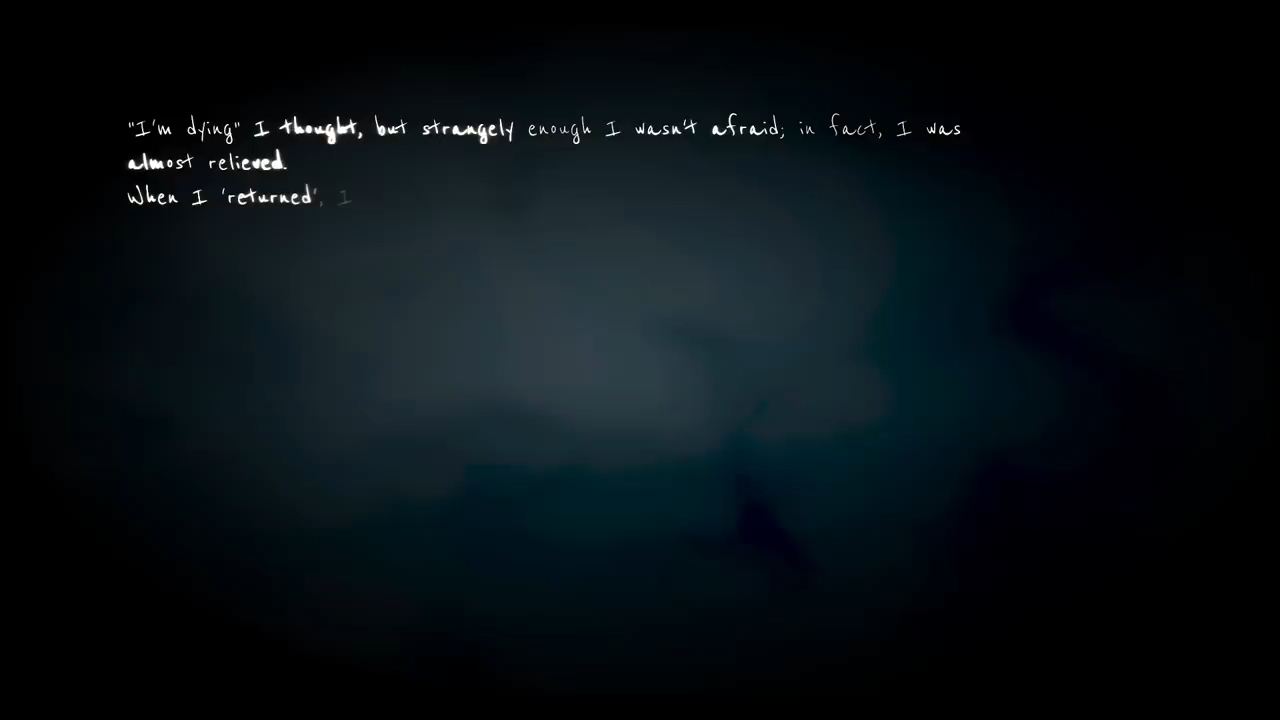 "I'm dying" I thought, but strangely enough I wasn't afraid; in fact, I was
almost relieved.
When I 'returned', I